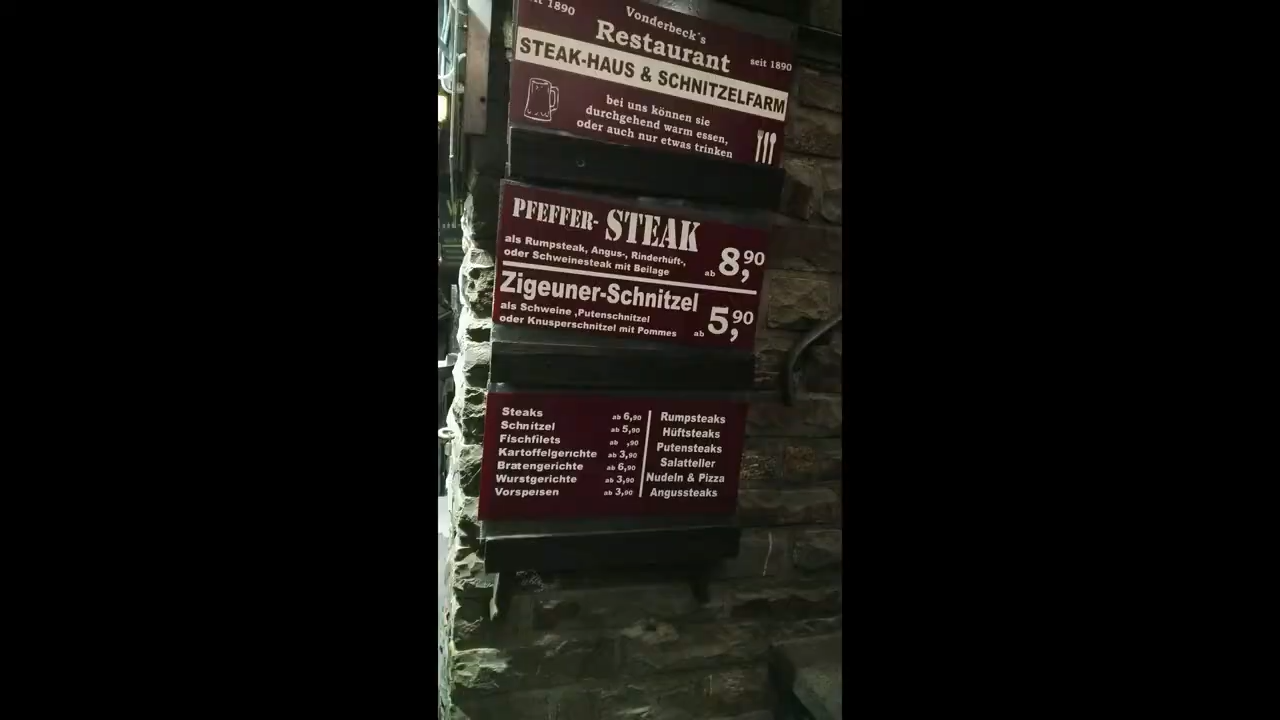 seit 1890
Vonderbeck's
Restaurant
seit 1890
STEAK-HAUS & SCHNITZELFARM
bei uns können sie
durchgehend warm essen,
oder auch nur etwas trinken
PFEFFER- STEAK
als Rumpsteak, Angus-, Rinderhüft-,
oder Schweinesteak mit Beilage
ab 8,90
Zigeuner-Schnitzel
als Schweine ,Putenschnitzel
oder Knusperschnitzel mit Pommes
ab 5,90
Steaks ab 6,90
Schnitzel ab 5,90
Fischfilets ab ,90
Kartoffelgerichte ab 3,90
Bratengerichte ab 6,90
Wurstgerichte ab 3,90
Vorspeisen ab 3,90
Rumpsteaks
Hüftsteaks
Putensteaks
Salatteller
Nudeln & Pizza
Angussteaks